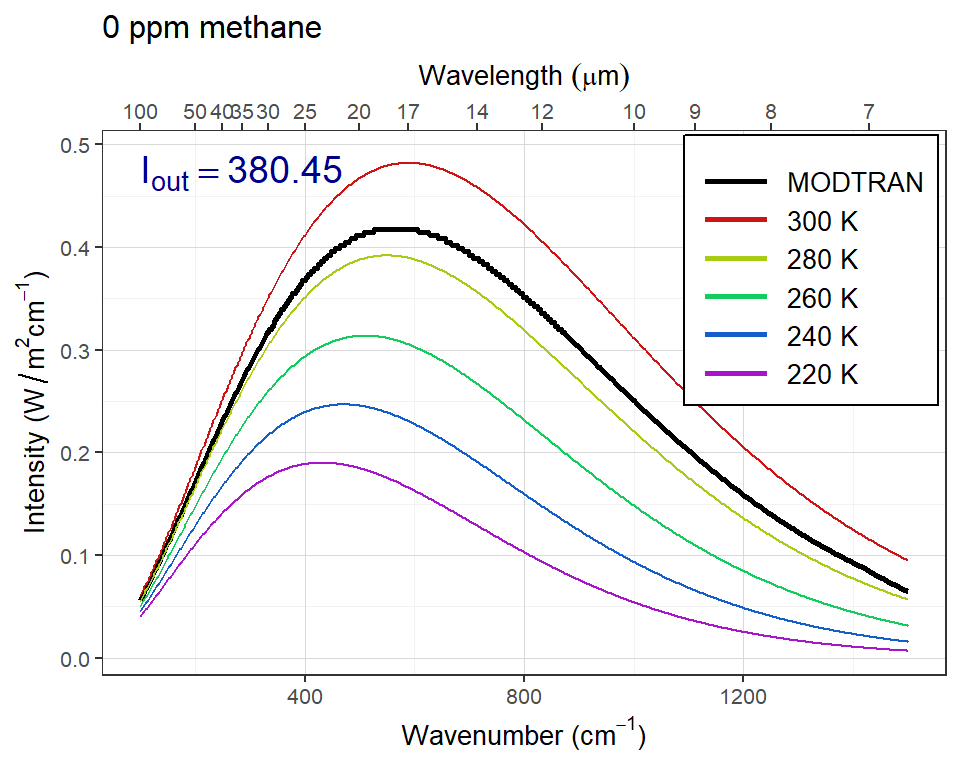 0 ppm methane
Wavelength (μm)
100 50 40 35 30 25 20 17 14 12 10 9 8 7
I_out = 380.45
0.5
0.4
0.3
0.2
0.1
0.0
Intensity (W / m²cm⁻¹)
MODTRAN
300 K
280 K
260 K
240 K
220 K
400 800 1200
Wavenumber (cm⁻¹)